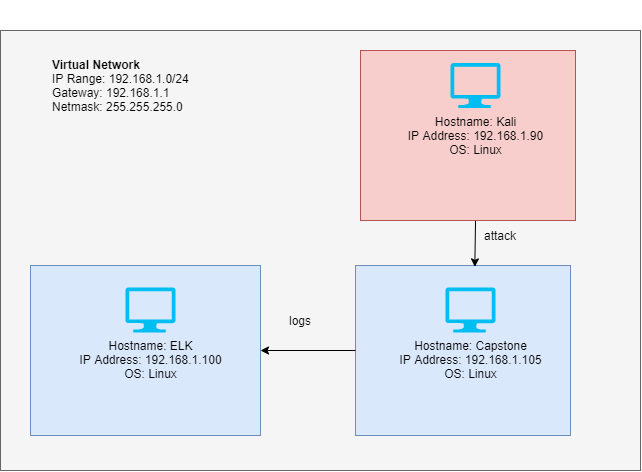 Virtual Network
IP Range: 192.168.1.0/24
Gateway: 192.168.1.1
Netmask: 255.255.255.0
Hostname: Kali
IP Address: 192.168.1.90
OS: Linux
attack
logs
Hostname: ELK
IP Address: 192.168.1.100
OS: Linux
Hostname: Capstone
IP Address: 192.168.1.105
OS: Linux